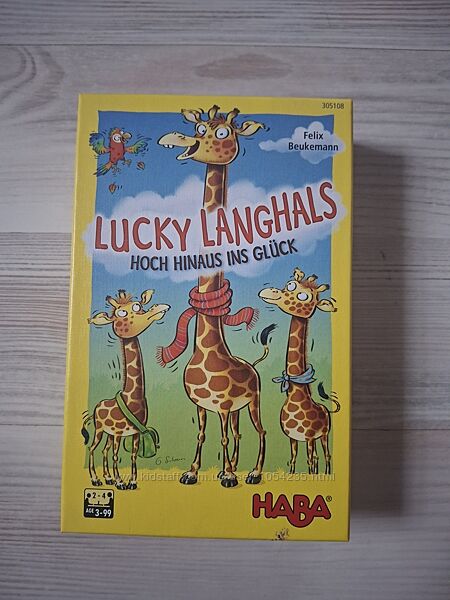 305108
Felix
Beukemann
LUCKY LANGHALS
HOCH HINAUS INS GLÜCK
2-4
AGE 3-99
HABA®